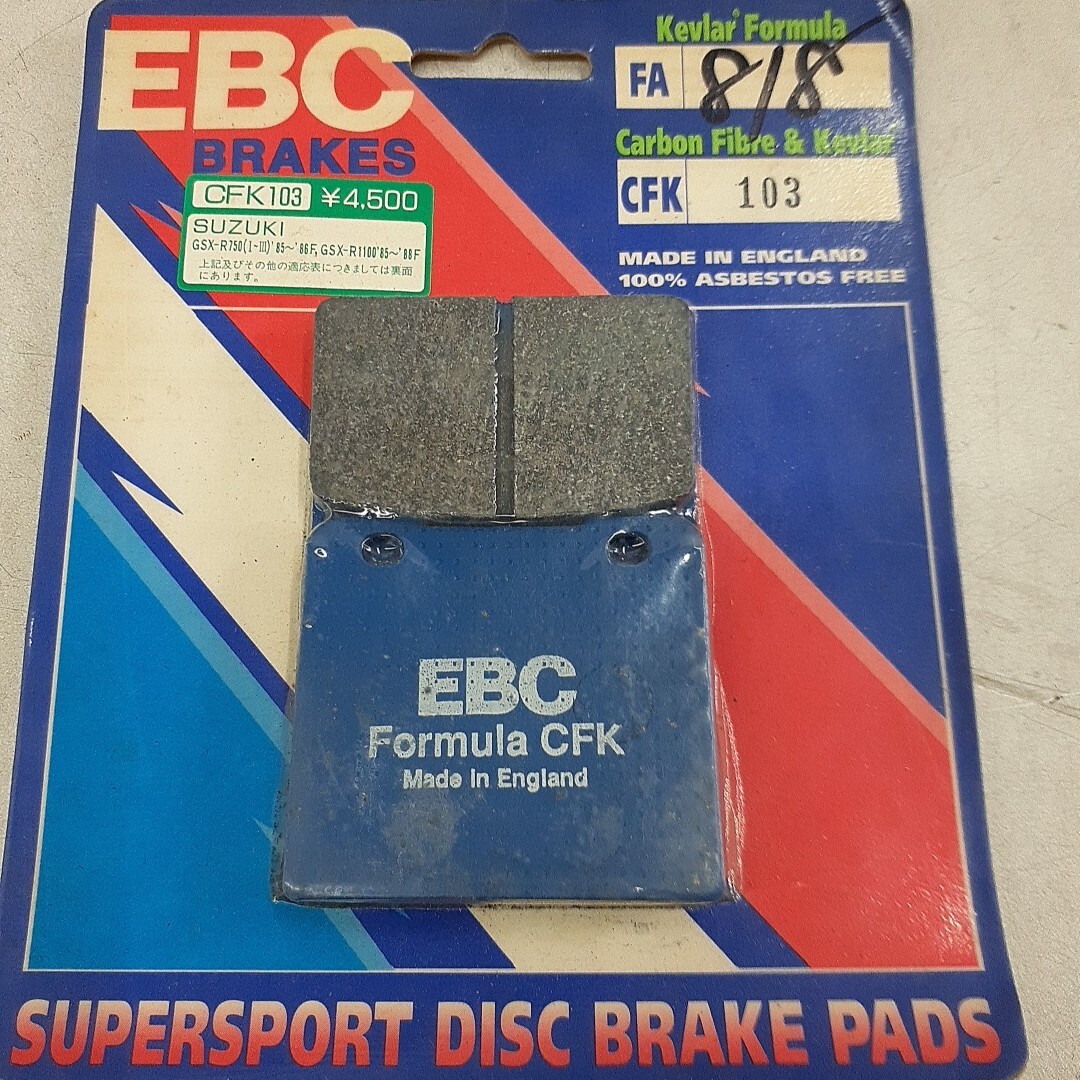 EBC
BRAKES
Kevlar Formula
FA 818
Carbon Fibre & Kevlar
CFK 103
MADE IN ENGLAND
100% ASBESTOS FREE
CFK103 ¥4,500
SUZUKI
GSX-R750(I~III)'85~'86F, GSX-R1100'85~'88F
上記及びその他の適応表につきましては裏面
にあります。
EBC
Formula CFK
Made in England
SUPERSPORT DISC BRAKE PADS